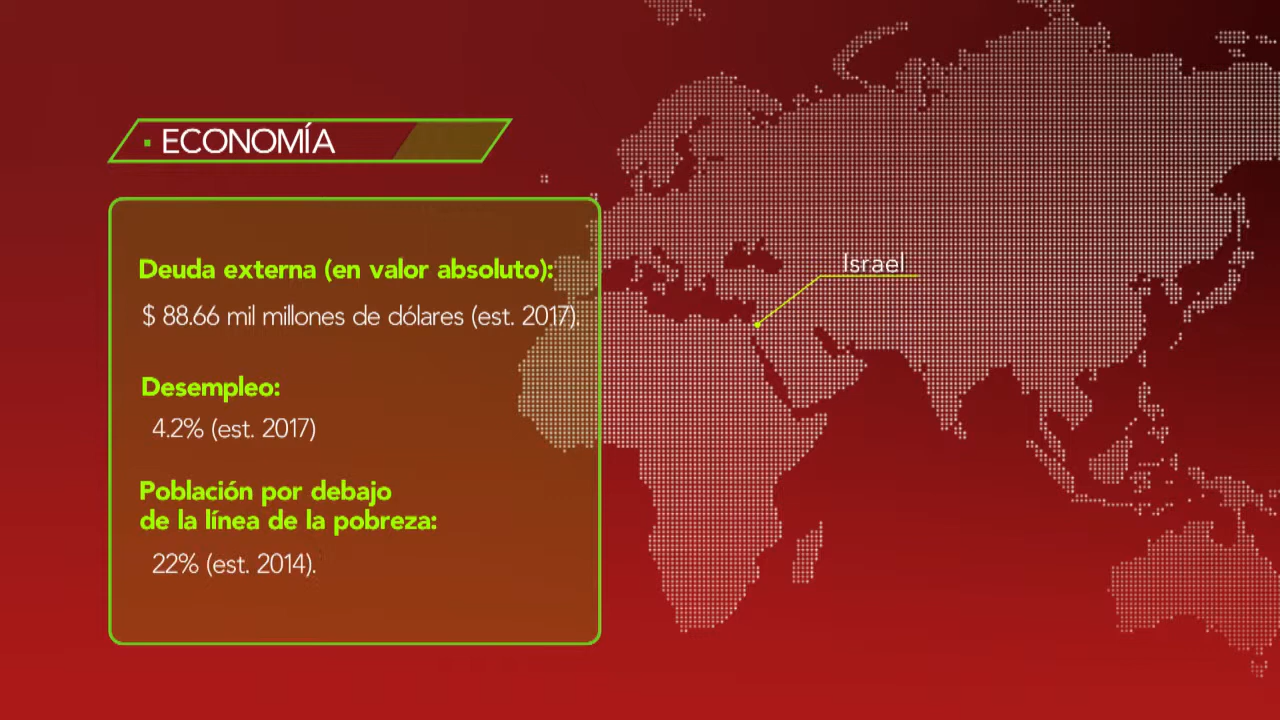 ECONOMÍA
Deuda externa (en valor absoluto):
$ 88.66 mil millones de dólares (est. 2017).
Desempleo:
4.2% (est. 2017)
Población por debajo
de la línea de la pobreza:
22% (est. 2014).
Israel